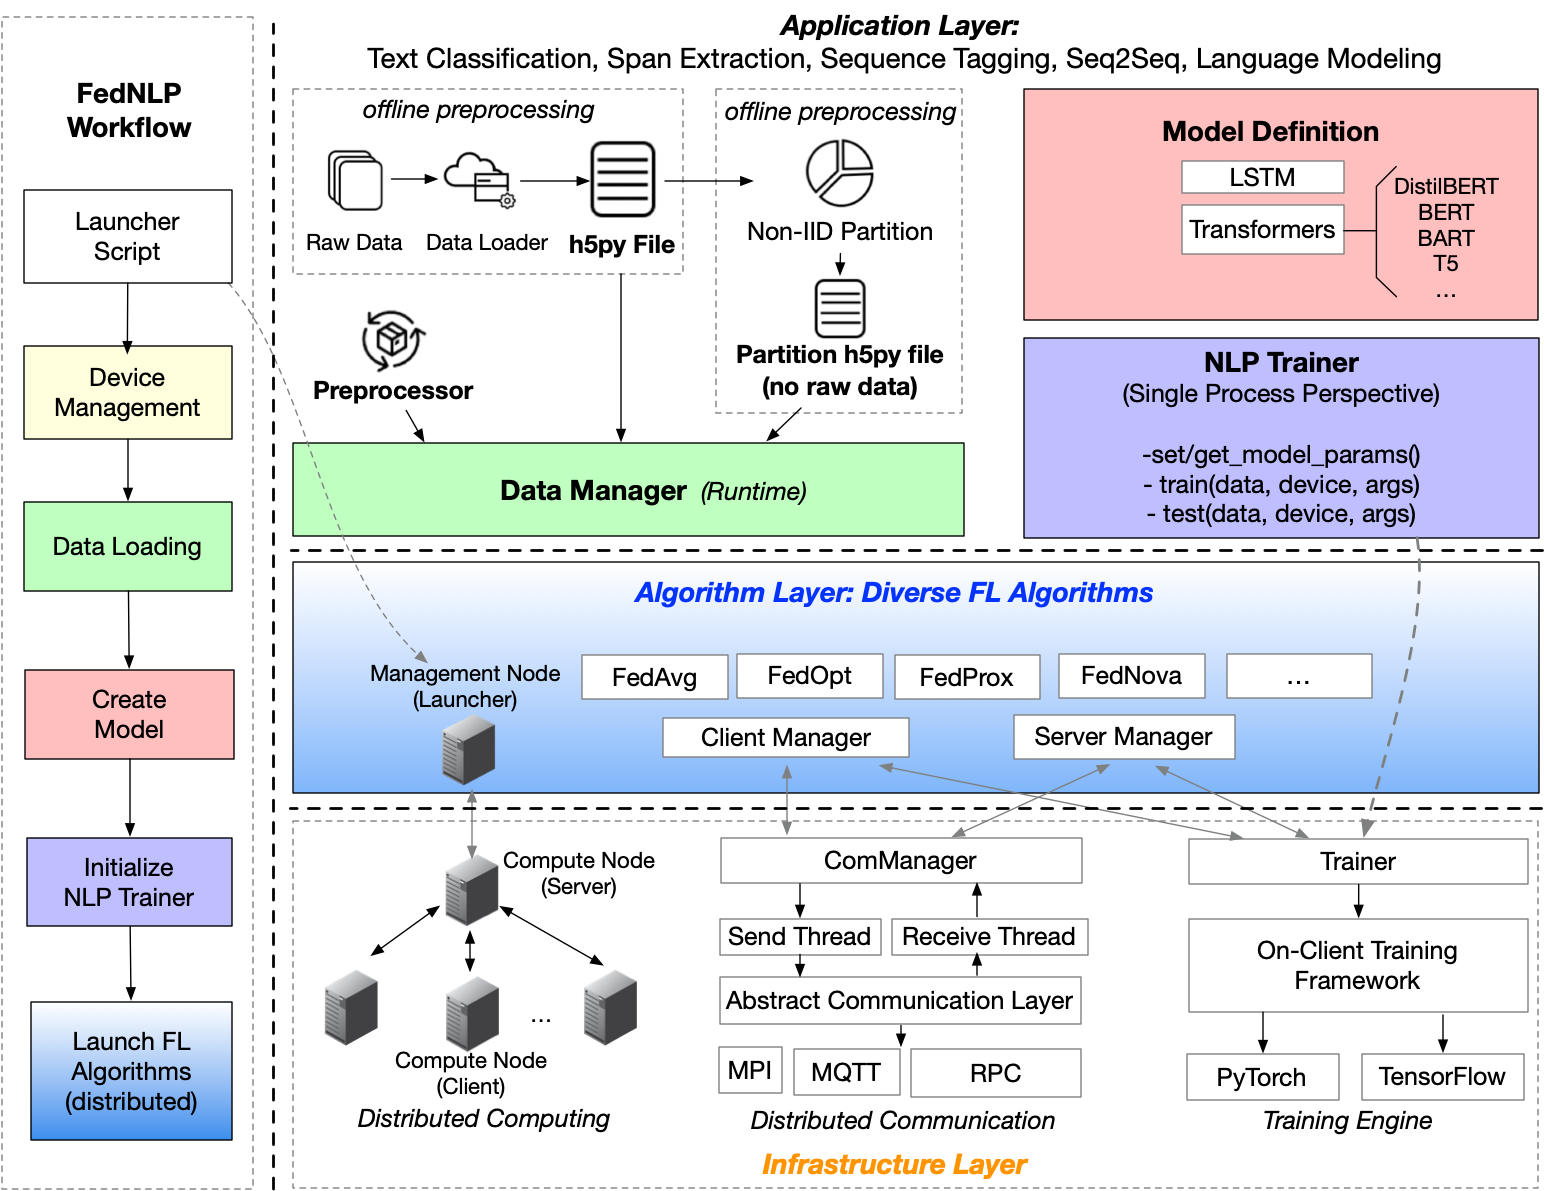 FedNLP
Workflow
Launcher
Script
Device
Management
Data Loading
Create
Model
Initialize
NLP Trainer
Launch FL
Algorithms
(distributed)
Application Layer:
Text Classification, Span Extraction, Sequence Tagging, Seq2Seq, Language Modeling
offline preprocessing
Raw Data
Data Loader
h5py File
offline preprocessing
Non-IID Partition
Partition h5py file
(no raw data)
Preprocessor
Data Manager (Runtime)
Model Definition
LSTM
Transformers
DistilBERT
BERT
BART
T5
...
NLP Trainer
(Single Process Perspective)
-set/get_model_params()
- train(data, device, args)
- test(data, device, args)
Algorithm Layer: Diverse FL Algorithms
Management Node
(Launcher)
FedAvg
FedOpt
FedProx
FedNova
...
Client Manager
Server Manager
Compute Node
(Server)
...
Compute Node
(Client)
Distributed Computing
ComManager
Send Thread
Receive Thread
Abstract Communication Layer
MPI
MQTT
RPC
Distributed Communication
Trainer
On-Client Training
Framework
PyTorch
TensorFlow
Training Engine
Infrastructure Layer